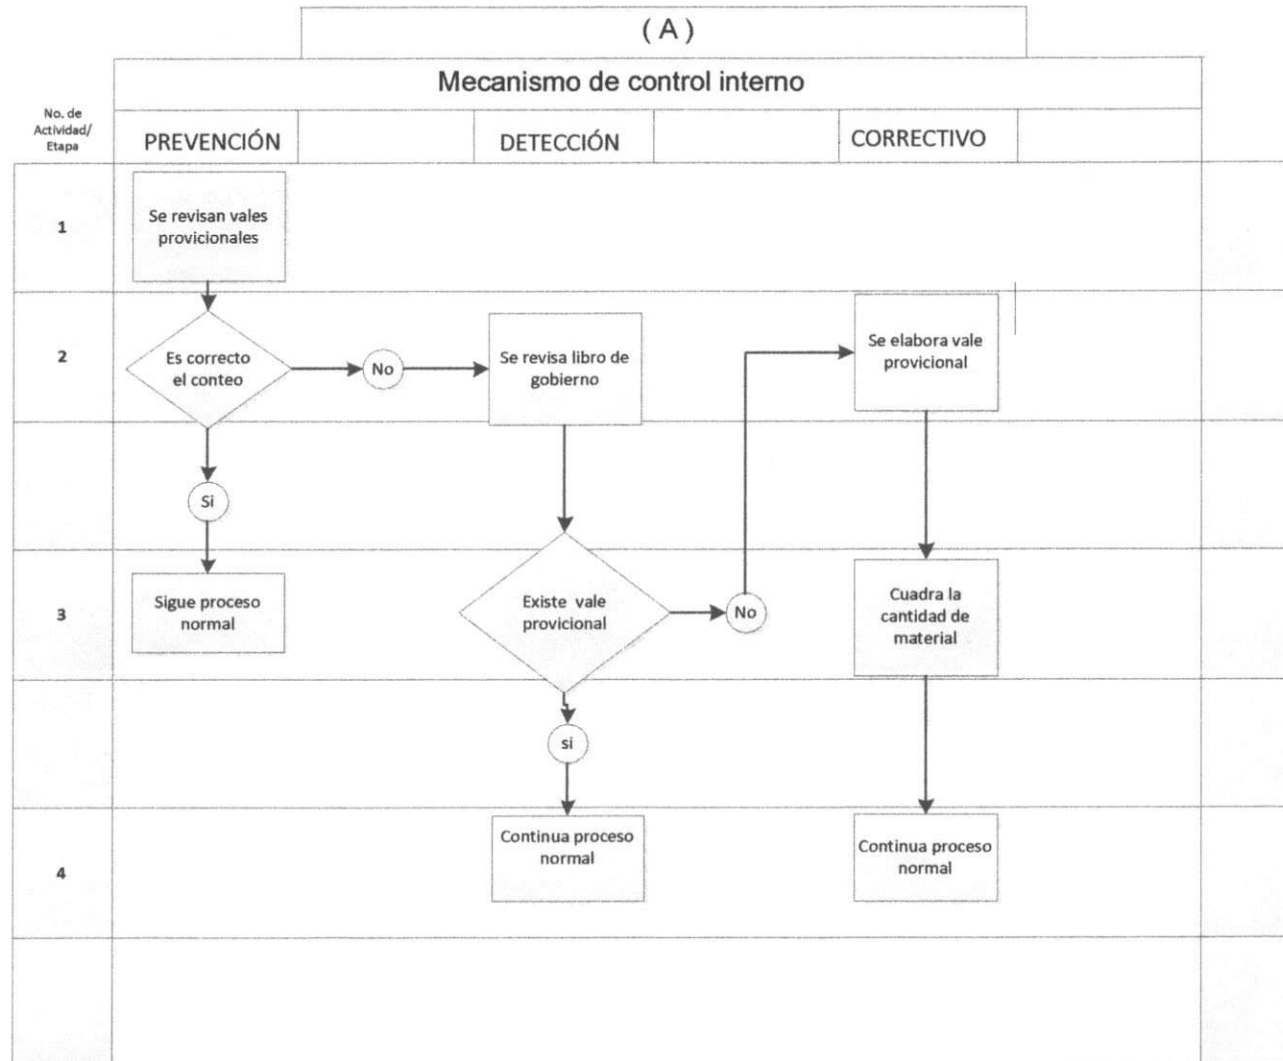 ( A )
Mecanismo de control interno
No. de
Actividad/
Etapa
PREVENCIÓN
DETECCIÓN
CORRECTIVO
1
Se revisan vales
provicionales
2
Es correcto
el conteo
No
Se revisa libro de
gobierno
Se elabora vale
provicional
Si
3
Sigue proceso
normal
Existe vale
provicional
No
Cuadra la
cantidad de
material
si
4
Continua proceso
normal
Continua proceso
normal